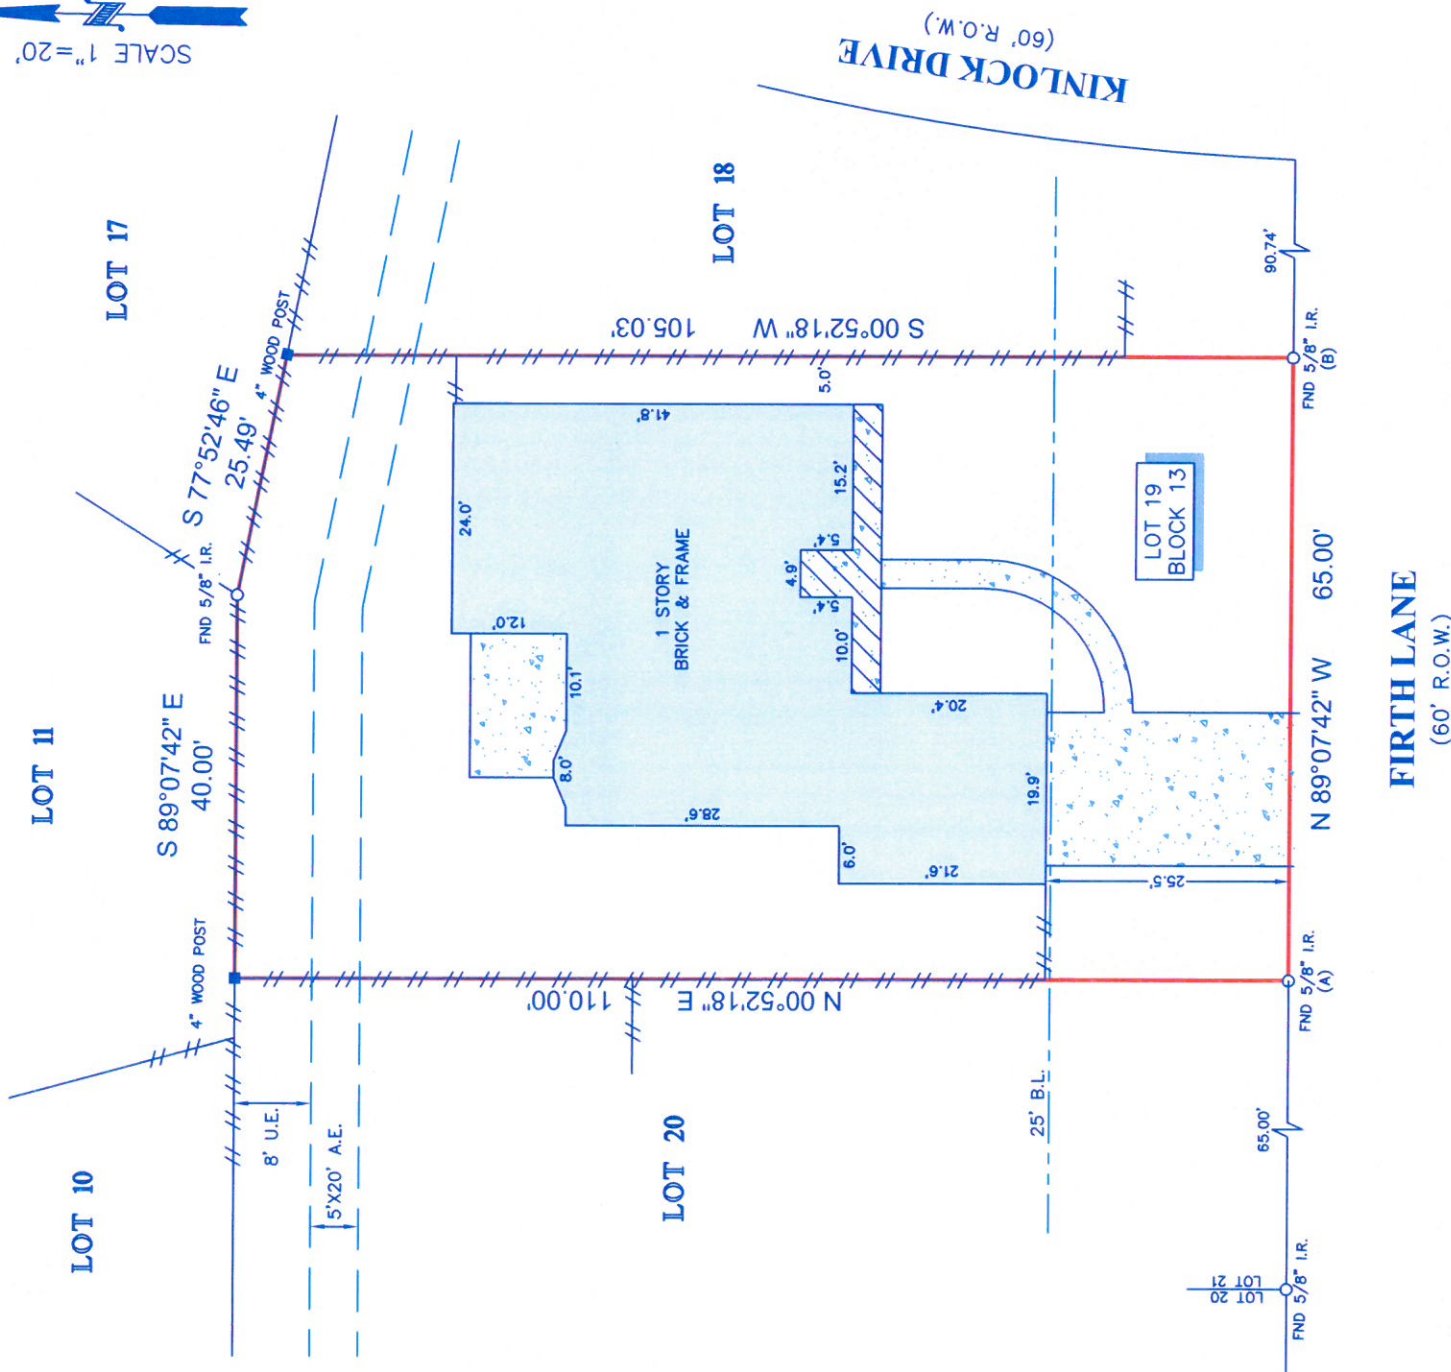 SCALE 1"=20'
KINLOCK DRIVE
(60' R.O.W.)
LOT 17
LOT 18
LOT 11
LOT 10
LOT 20
S 77°52'46" E
25.49'
4" WOOD POST
FND 5/8" I.R.
S 89°07'42" E
40.00'
4" WOOD POST
8' U.E.
5'X20' A.E.
S 00°52'18" W 105.03'
N 00°52'18" E 110.00'
24.0'
41.8'
5.0'
12.0'
10.1'
8.0'
28.6'
6.0'
21.6'
19.9'
20.4'
10.0'
5.4'
4.9'
5.4'
15.2'
1 STORY
BRICK & FRAME
25.5'
25' B.L.
LOT 19
BLOCK 13
90.74'
FND 5/8" I.R.
(B)
N 89°07'42" W 65.00'
FND 5/8" I.R.
(A)
65.00'
LOT 20
LOT 21
FND 5/8" I.R.
FIRTH LANE
(60' R.O.W.)